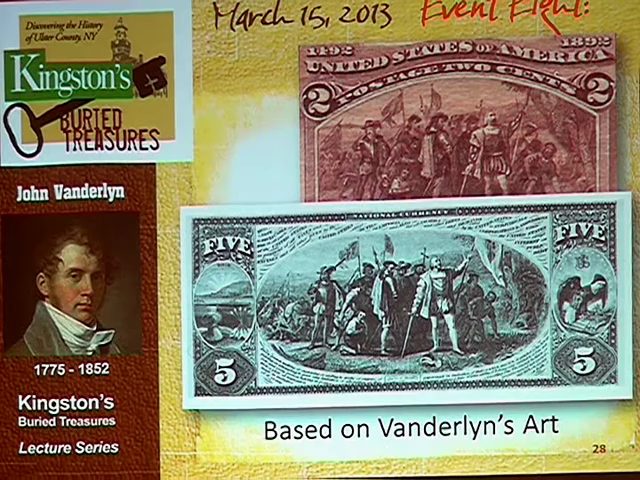 March 15, 2013 Event Eight:
Discovering the History
of Ulster County, NY
Kingston's
BURIED
TREASURES
John Vanderlyn
1775 - 1852
Kingston's
Buried Treasures
Lecture Series
1492 1892
UNITED STATES OF AMERICA
POSTAGE TWO CENTS
2 2
NATIONAL CURRENCY
FIVE FIVE
5 5
Based on Vanderlyn's Art
28